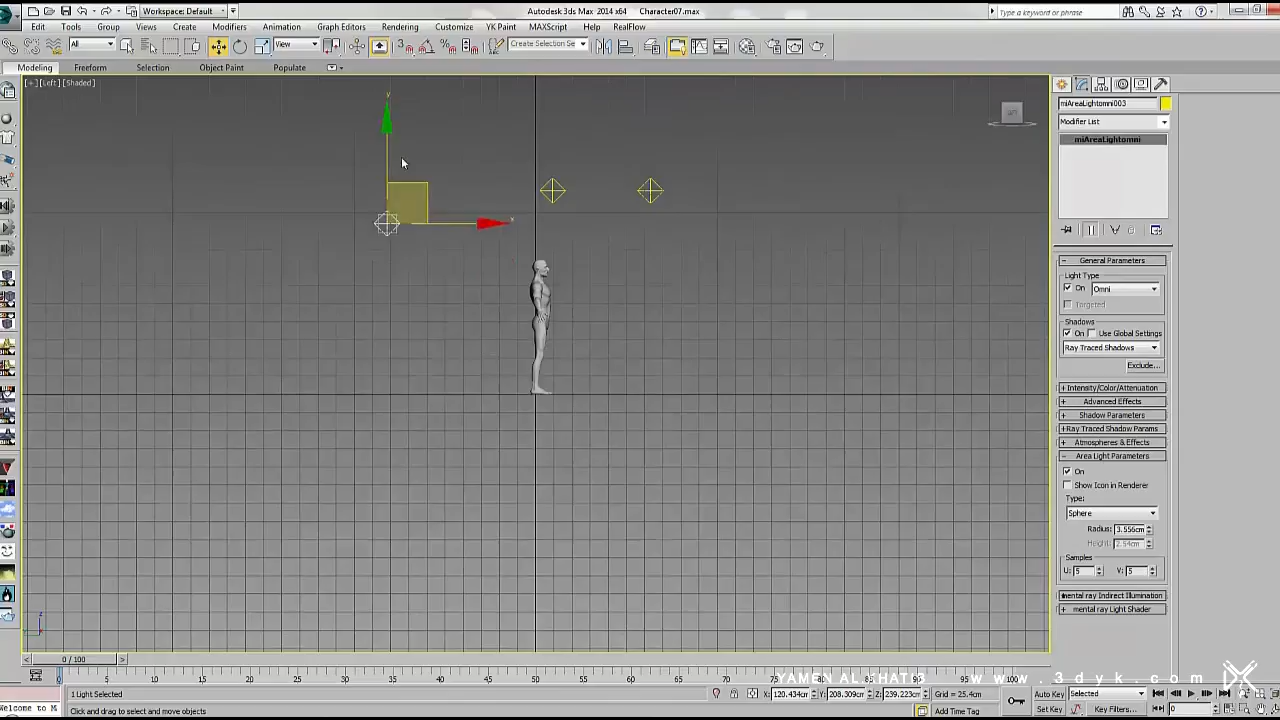 Autodesk 3ds Max 2014 x64 Character07.max
Workspace: Default
Type a keyword or phrase
Edit Tools Group Views Create Modifiers Animation Graph Editors Rendering Customize YK Paint MAXScript Help RealFlow
All View Create Selection Se
Modeling Freeform Selection Object Paint Populate
[+] [Left] [Shaded]
miAreaLightomni003
Modifier List
miAreaLightomni
y
x
General Parameters
Light Type
On Omni
Targeted
Shadows
On Use Global Settings
Ray Traced Shadows
Exclude...
+ Intensity/Color/Attenuation
+ Advanced Effects
+ Shadow Parameters
+ Ray Traced Shadow Params
+ Atmospheres & Effects
- Area Light Parameters
On
Show Icon in Renderer
Type:
Sphere
Radius: 3.556cm
Height: 2.54cm
Samples
U: 5 V: 5
mental ray Indirect Illumination
+ mental ray Light Shader
< 0 / 100 >
1 Light Selected
X: 120.434cm Y: 208.309cm Z: 239.223cm Grid = 25.4cm
Auto Key Selected
Welcome to M
Click and drag to select and move objects
Add Time Tag
Set Key Key Filters...
0
www.3dyk.com